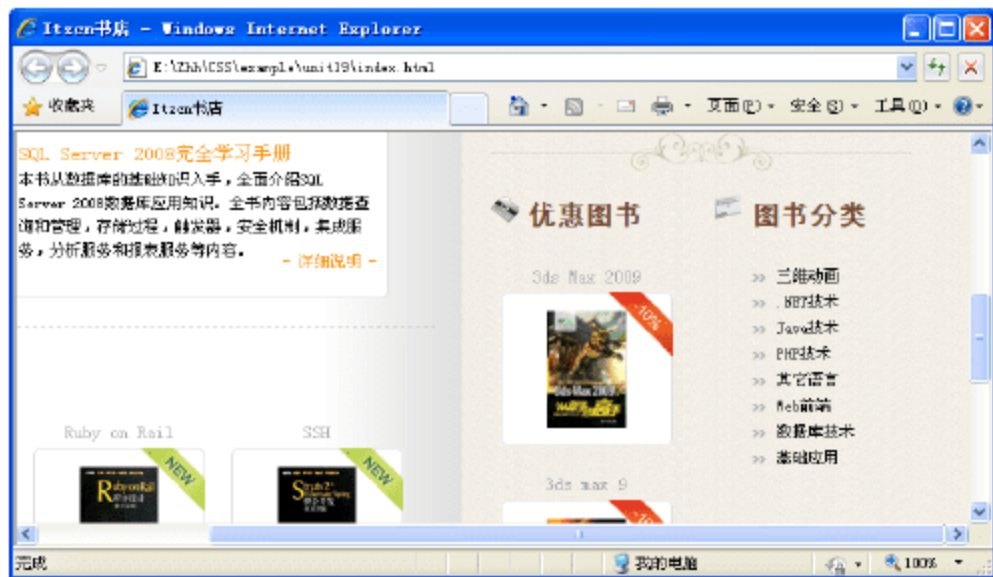 Itzcn书店 - Windows Internet Explorer
E:\Zhh\CSS\example\unit19\index.html
收藏夹
Itzcn书店
页面(P)
安全(S)
工具(O)
SQL Server 2008完全学习手册
本书从数据库的基础知识入手，全面介绍SQL
Server 2008数据库应用知识。全书内容包括数据查
询和管理，存储过程，触发器，安全机制，集成服
务，分析服务和报表服务等内容。
- 详细说明 -
Ruby on Rail
NEW
Ruby on Rail
SSH
NEW
Struts 2
优惠图书
3ds Max 2009
-10%
3ds Max 2009
3ds max 9
-10%
图书分类
>> 三维动画
>> .NET技术
>> Java技术
>> PHP技术
>> 其它语言
>> Web前端
>> 数据库技术
>> 基础应用
完成
我的电脑
100%